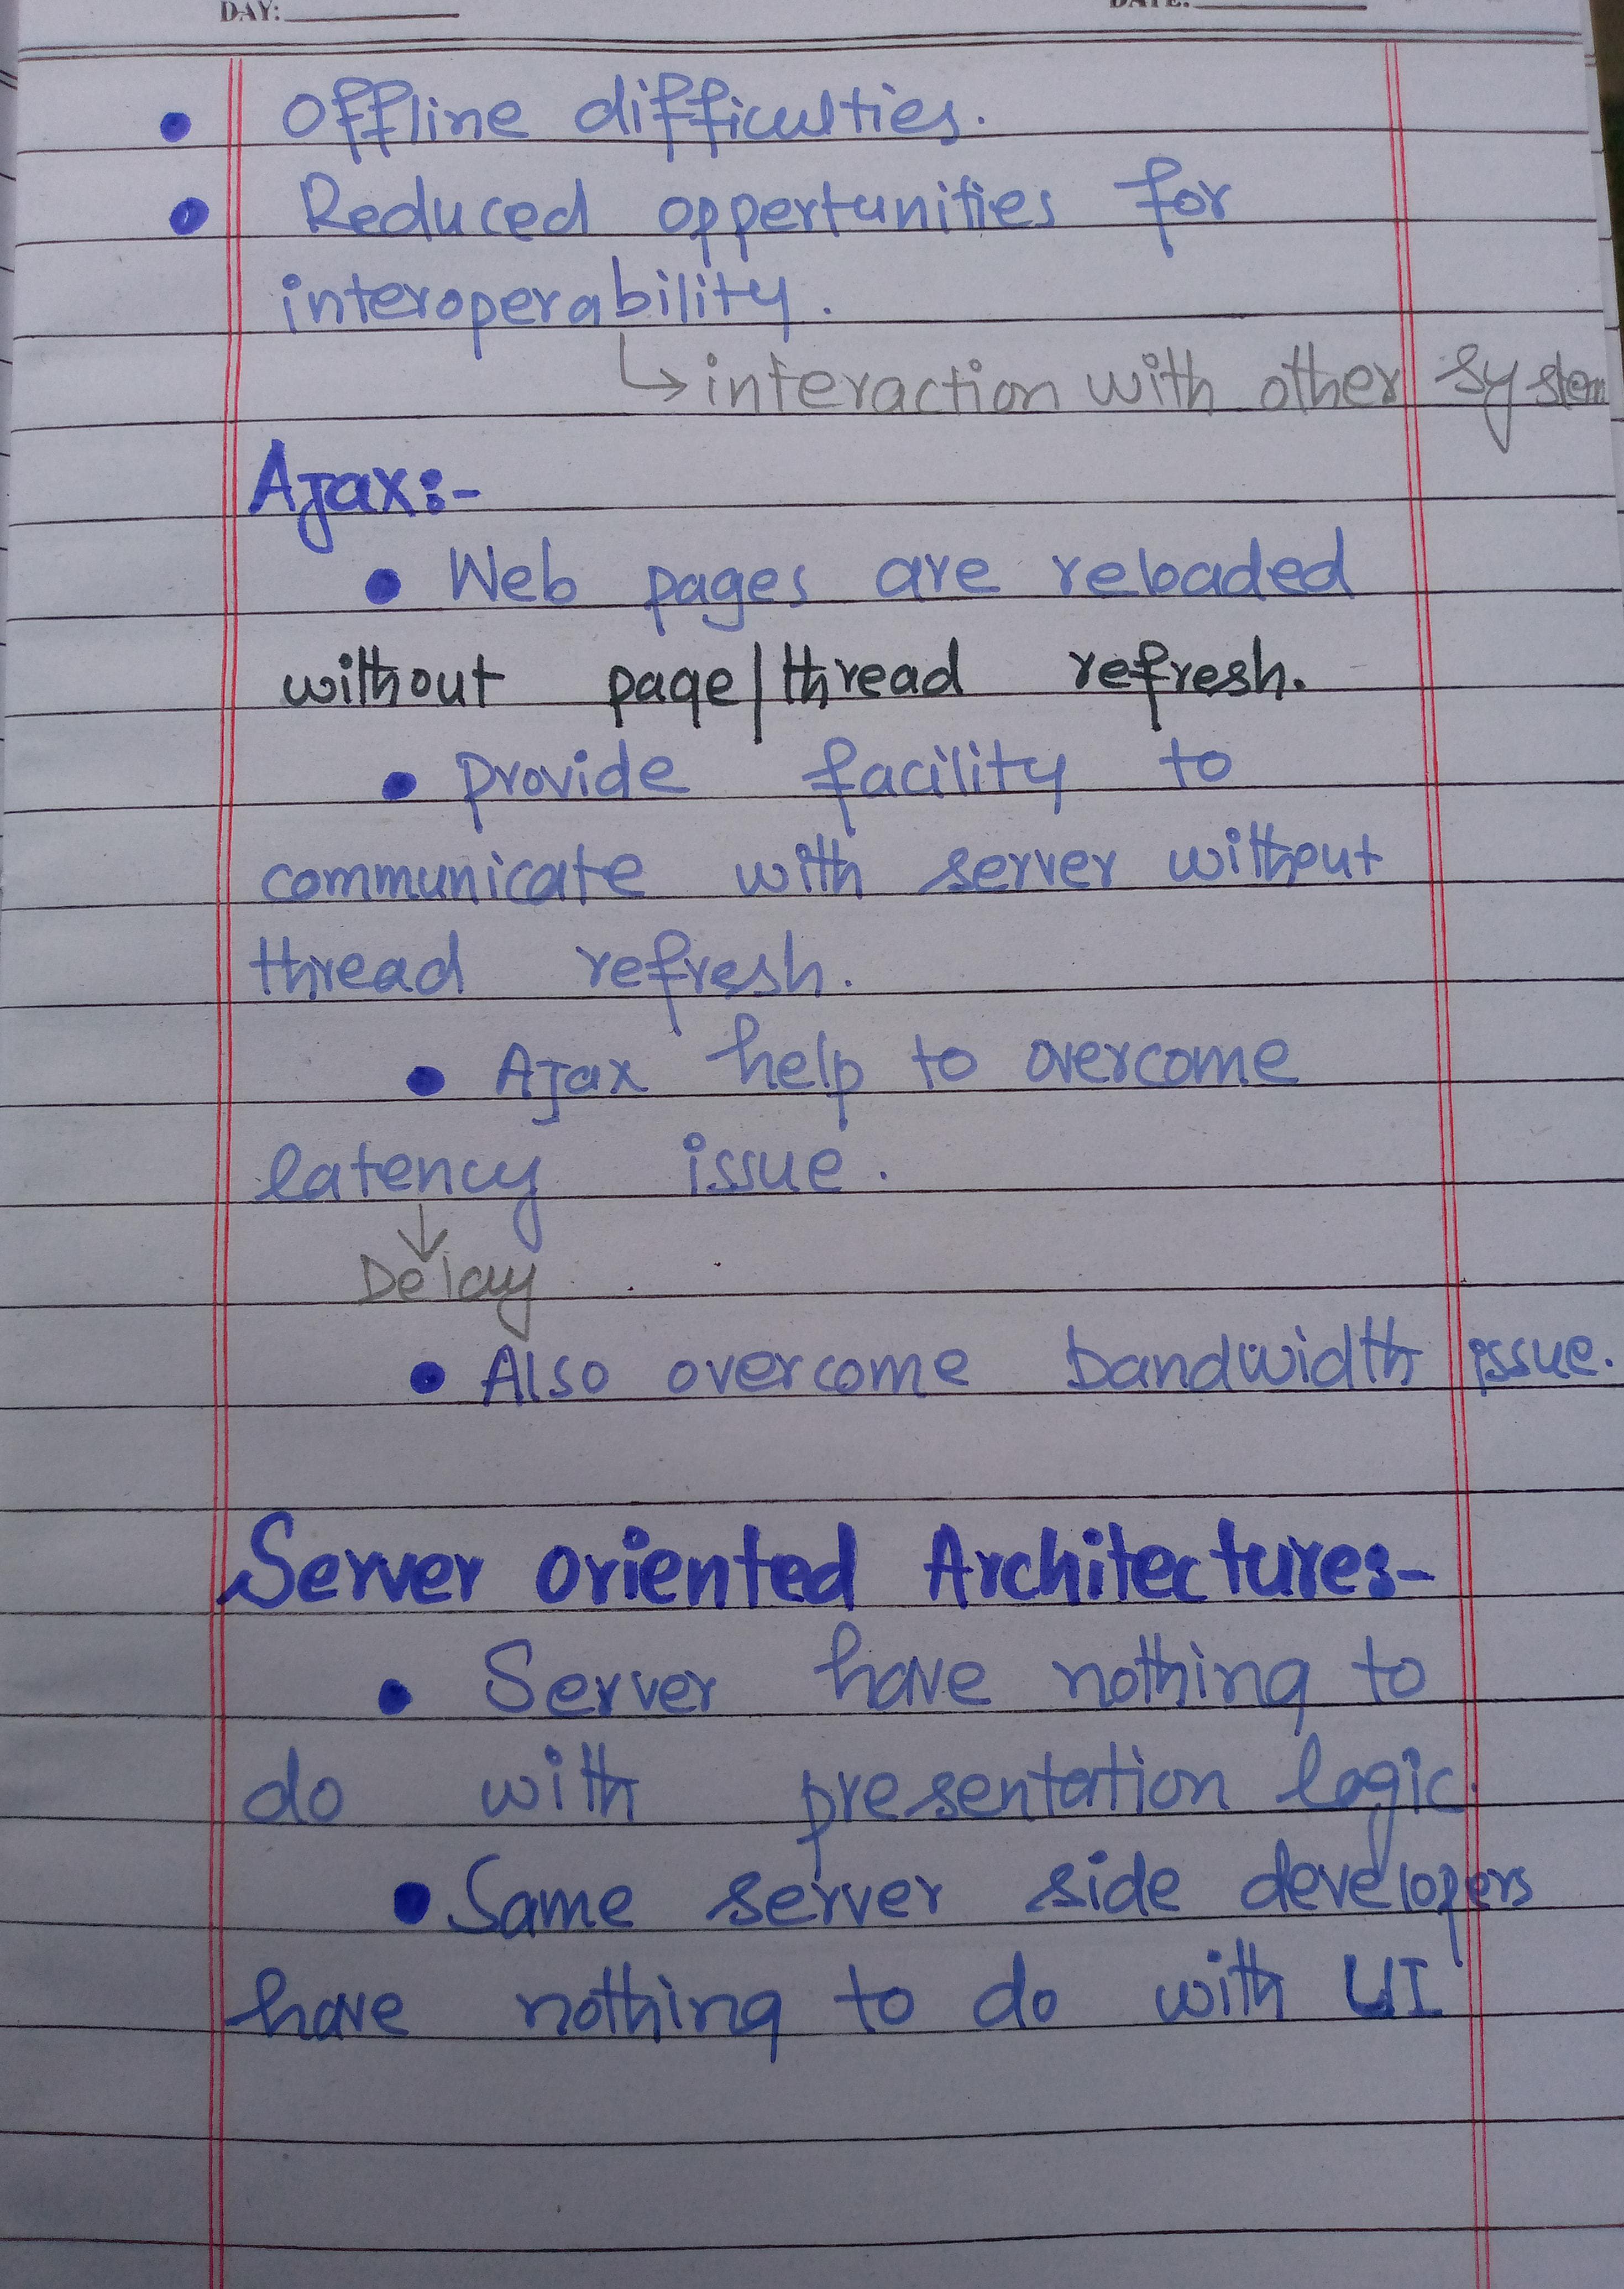 DAY: DATE:
• Offline difficulties.
• Reduced oppertunities for
interoperability.
↳ interaction with other system
Ajax:-
• Web pages are reloaded
without page|thread refresh.
• provide facility to
communicate with server without
thread refresh.
• Ajax help to overcome
latency issue.
↓
Delay
• Also overcome bandwidth issue.
Server oriented Architectures-
• Server have nothing to
do with presentation logic.
• Same server side developers
have nothing to do with UI